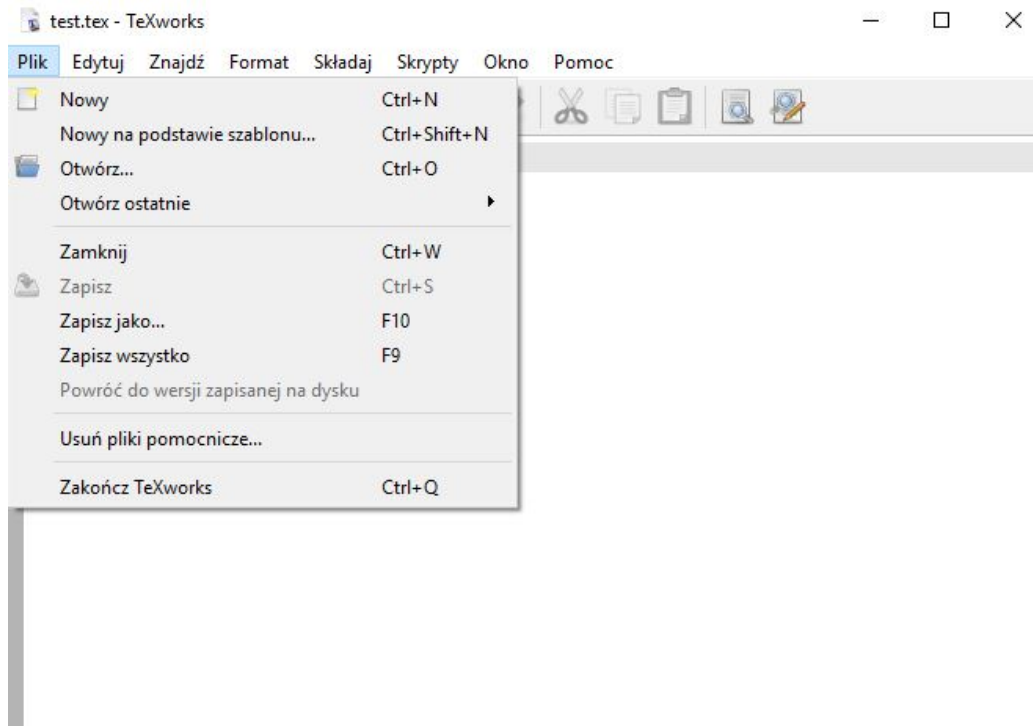 test.tex - TeXworks
Plik Edytuj Znajdź Format Składaj Skrypty Okno Pomoc
Nowy Ctrl+N
Nowy na podstawie szablonu... Ctrl+Shift+N
Otwórz... Ctrl+O
Otwórz ostatnie
Zamknij Ctrl+W
Zapisz Ctrl+S
Zapisz jako... F10
Zapisz wszystko F9
Powróć do wersji zapisanej na dysku
Usuń pliki pomocnicze...
Zakończ TeXworks Ctrl+Q